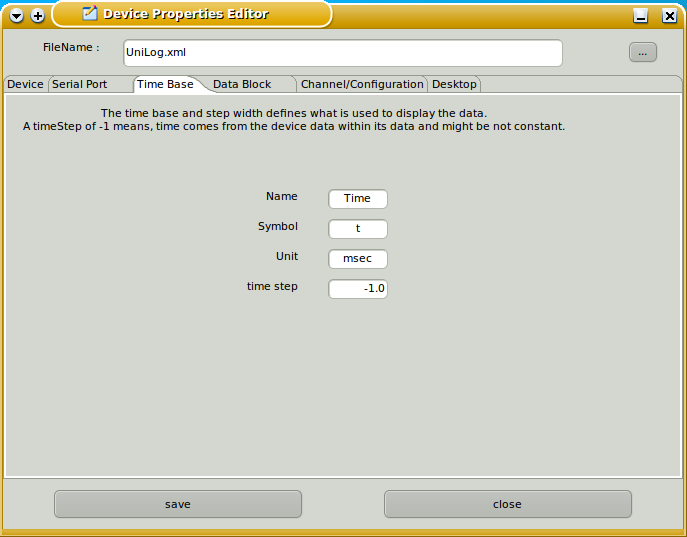 Device Properties Editor
FileName :
UniLog.xml
...
Device
Serial Port
Time Base
Data Block
Channel/Configuration
Desktop
The time base and step width defines what is used to display the data.
A timeStep of -1 means, time comes from the device data within its data and might be not constant.
Name
Time
Symbol
t
Unit
msec
time step
-1.0
save
close